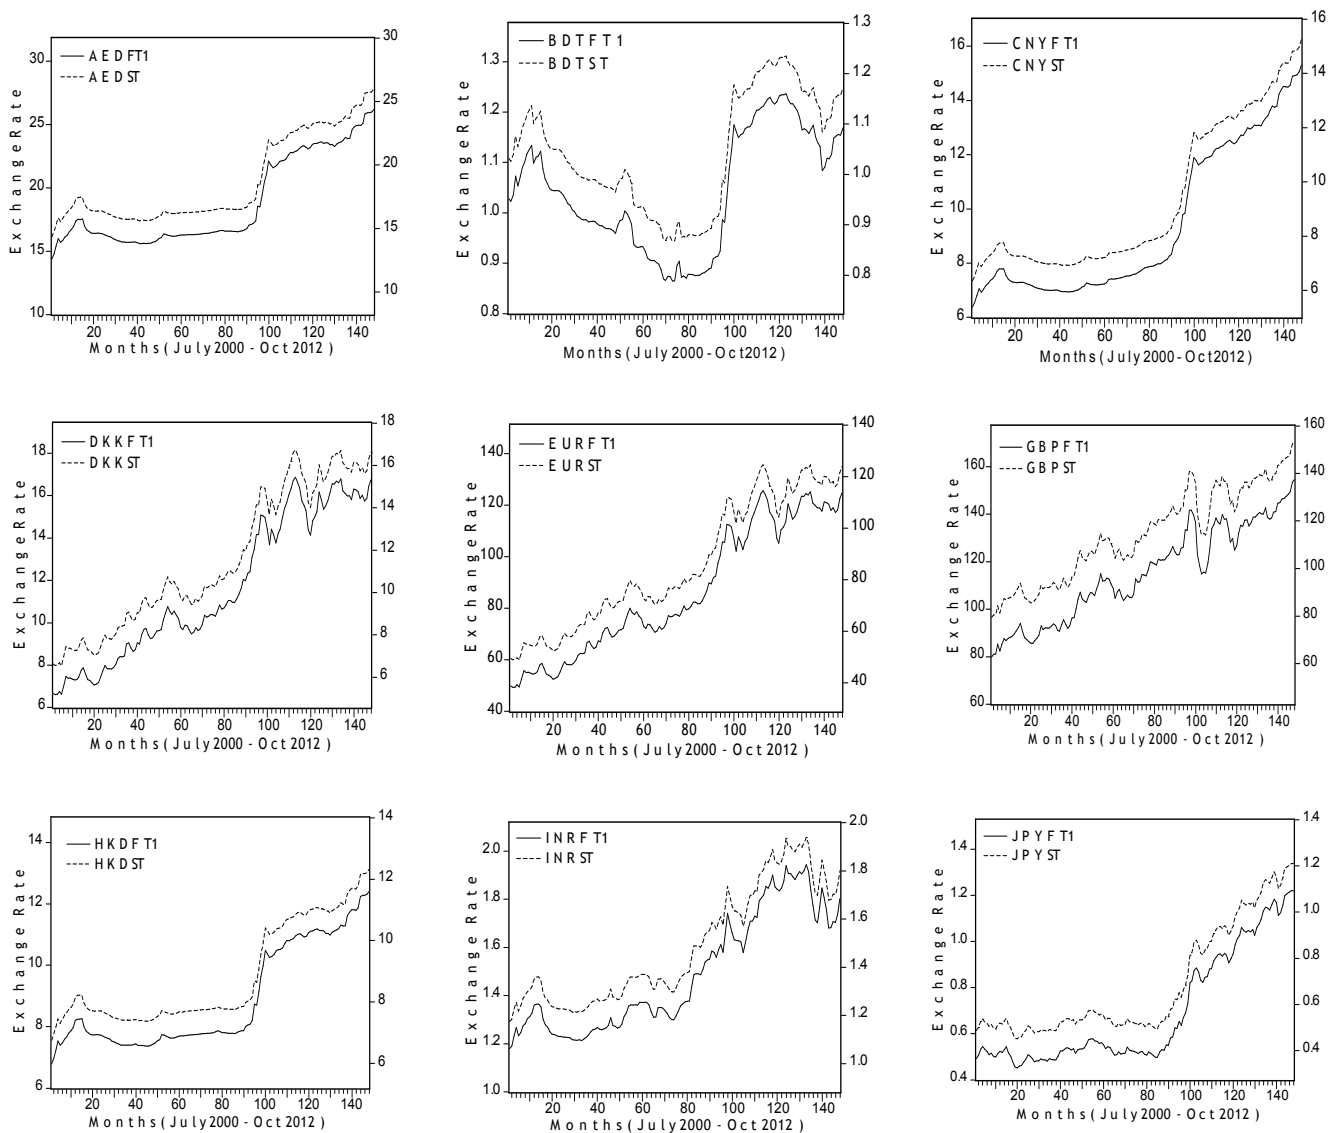 AEDFT1
AEDST
Exchange Rate
30
25
20
15
10
30
25
20
15
10
20 40 60 80 100 120 140
Months (July 2000 - Oct 2012)
BDTFT1
BDTST
Exchange Rate
1.3
1.2
1.1
1.0
0.9
0.8
1.3
1.2
1.1
1.0
0.9
0.8
20 40 60 80 100 120 140
Months (July 2000 - Oct 2012)
CNYFT1
CNYST
Exchange Rate
16
14
12
10
8
6
16
14
12
10
8
6
20 40 60 80 100 120 140
Months (July 2000 - Oct 2012)
DKKFT1
DKKST
Exchange Rate
18
16
14
12
10
8
6
18
16
14
12
10
8
6
20 40 60 80 100 120 140
Months (July 2000 - Oct 2012)
EURFT1
EURST
Exchange Rate
140
120
100
80
60
40
140
120
100
80
60
40
20 40 60 80 100 120 140
Months (July 2000 - Oct 2012)
GBPFT1
GBPST
Exchange Rate
160
140
120
100
80
60
160
140
120
100
80
60
20 40 60 80 100 120 140
Months (July 2000 - Oct 2012)
HKDFT1
HKDST
Exchange Rate
14
12
10
8
6
14
12
10
8
6
20 40 60 80 100 120 140
Months (July 2000 - Oct 2012)
INRFT1
INRST
Exchange Rate
2.0
1.8
1.6
1.4
1.2
1.0
2.0
1.8
1.6
1.4
1.2
1.0
20 40 60 80 100 120 140
Months (July 2000 - Oct 2012)
JPYFT1
JPYST
Exchange Rate
1.4
1.2
1.0
0.8
0.6
0.4
1.4
1.2
1.0
0.8
0.6
0.4
20 40 60 80 100 120 140
Months (July 2000 - Oct 2012)